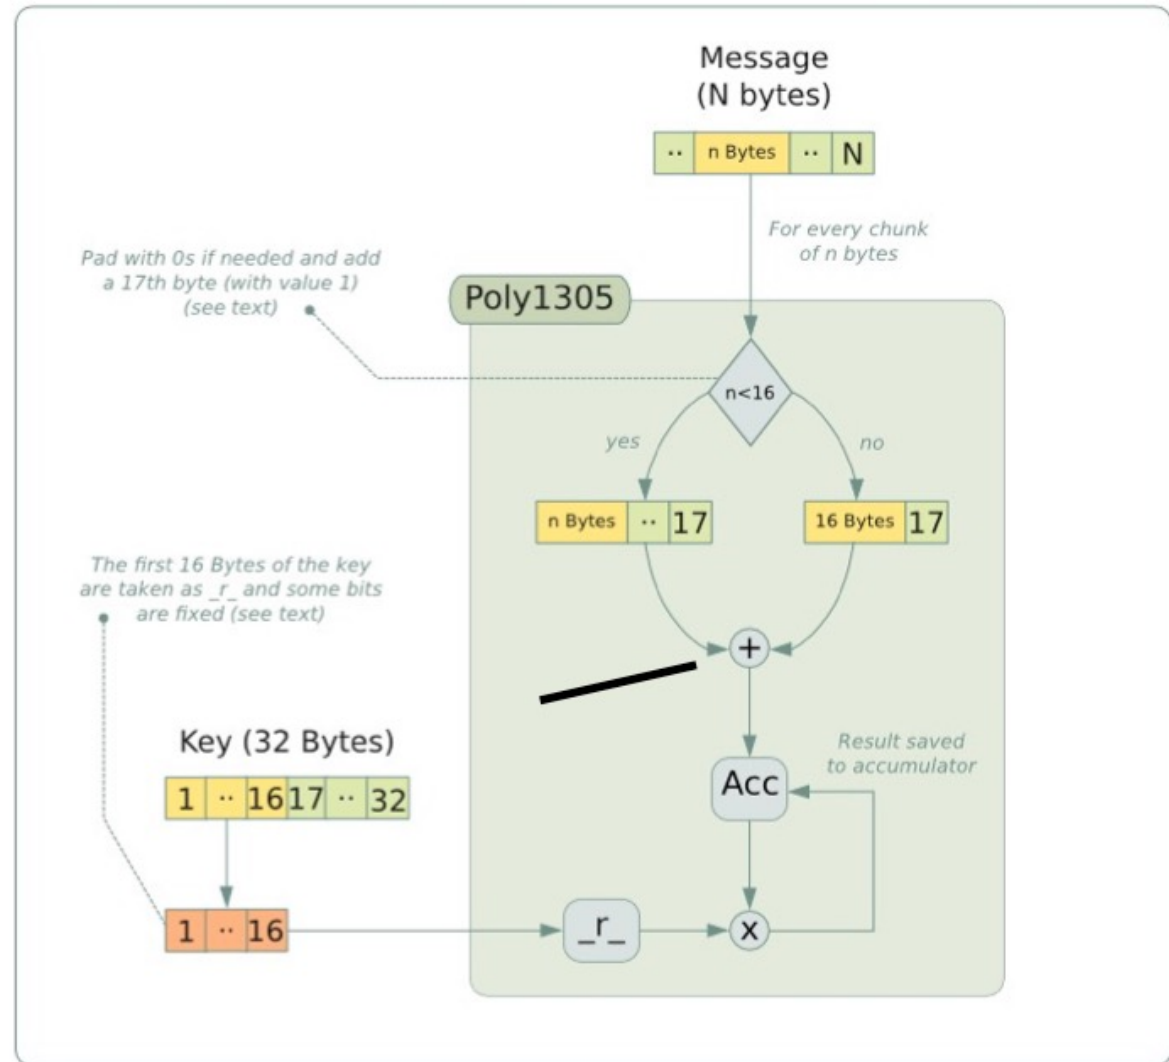 Message
(N bytes)
·· n Bytes ·· N
For every chunk
of n bytes
Pad with 0s if needed and add
a 17th byte (with value 1)
(see text)
Poly1305
n<16
yes
no
n Bytes ·· 17
16 Bytes 17
The first 16 Bytes of the key
are taken as _r_ and some bits
are fixed (see text)
+
Key (32 Bytes)
1 ·· 16 17 ·· 32
Result saved
to accumulator
Acc
1 ·· 16
_r_
x